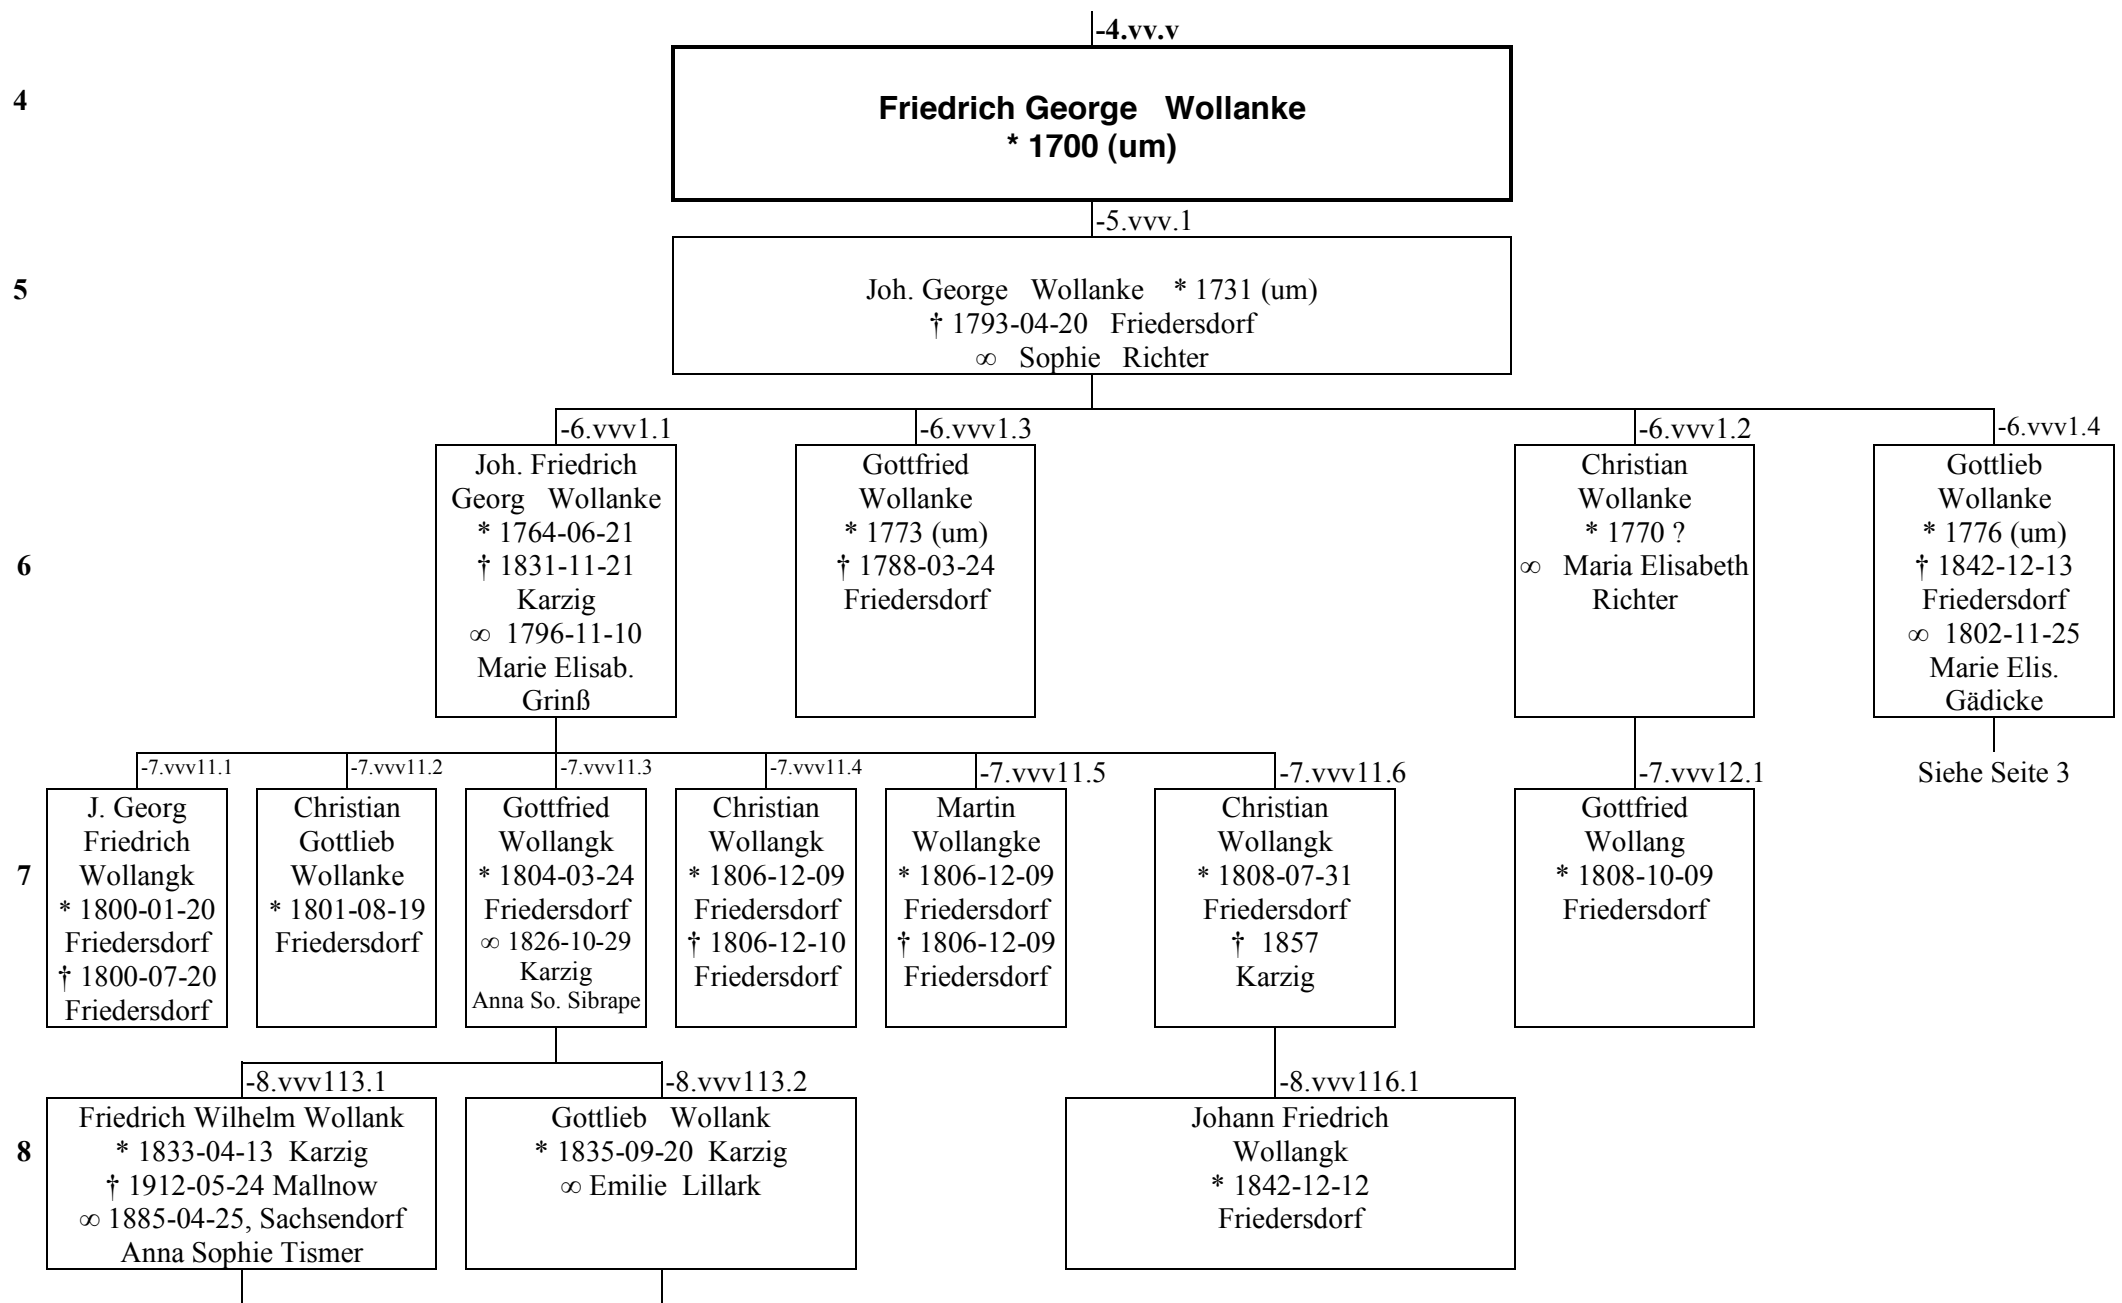 -4.vv.v
4
Friedrich George Wollanke
* 1700 (um)
-5.vvv.1
5
Joh. George Wollanke * 1731 (um)
† 1793-04-20 Friedersdorf
∞ Sophie Richter
6
-6.vvv1.1
Joh. Friedrich
Georg Wollanke
* 1764-06-21
† 1831-11-21
Karzig
∞ 1796-11-10
Marie Elisab.
Grinß
-6.vvv1.3
Gottfried
Wollanke
* 1773 (um)
† 1788-03-24
Friedersdorf
-6.vvv1.2
Christian
Wollanke
* 1770 ?
∞ Maria Elisabeth
Richter
-6.vvv1.4
Gottlieb
Wollanke
* 1776 (um)
† 1842-12-13
Friedersdorf
∞ 1802-11-25
Marie Elis.
Gädicke
Siehe Seite 3
7
-7.vvv11.1
J. Georg
Friedrich
Wollangk
* 1800-01-20
Friedersdorf
† 1800-07-20
Friedersdorf
-7.vvv11.2
Christian
Gottlieb
Wollanke
* 1801-08-19
Friedersdorf
-7.vvv11.3
Gottfried
Wollangk
* 1804-03-24
Friedersdorf
∞ 1826-10-29
Karzig
Anna So. Sibrape
-7.vvv11.4
Christian
Wollangk
* 1806-12-09
Friedersdorf
† 1806-12-10
Friedersdorf
-7.vvv11.5
Martin
Wollangke
* 1806-12-09
Friedersdorf
† 1806-12-09
Friedersdorf
-7.vvv11.6
Christian
Wollangk
* 1808-07-31
Friedersdorf
† 1857
Karzig
-7.vvv12.1
Gottfried
Wollang
* 1808-10-09
Friedersdorf
8
-8.vvv113.1
Friedrich Wilhelm Wollank
* 1833-04-13 Karzig
† 1912-05-24 Mallnow
∞ 1885-04-25, Sachsendorf
Anna Sophie Tismer
-8.vvv113.2
Gottlieb Wollank
* 1835-09-20 Karzig
∞ Emilie Lillark
-8.vvv116.1
Johann Friedrich
Wollangk
* 1842-12-12
Friedersdorf